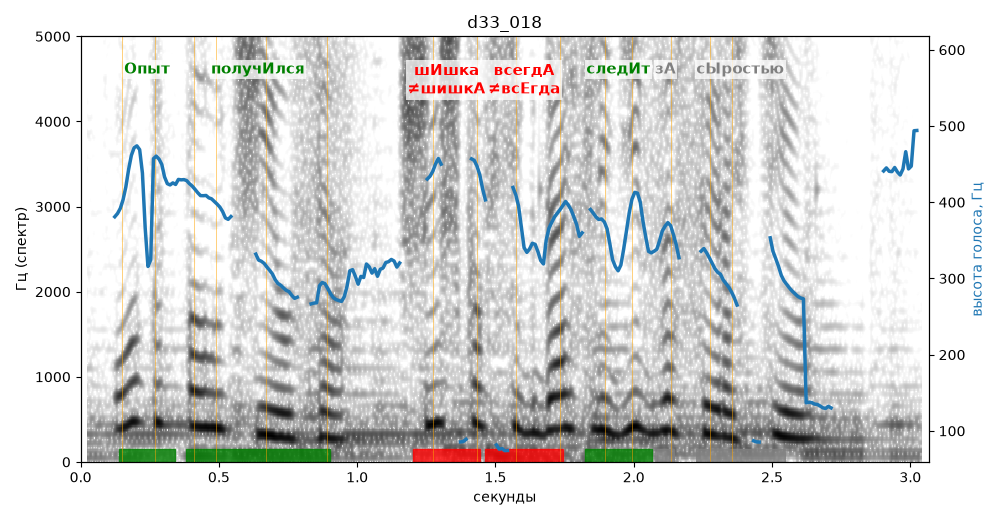 d33_018
5000
4000
3000
2000
1000
0
Гц (спектр)
600
500
400
300
200
100
высота голоса, Гц
Опыт получИлся шИшка всегдА следИт зА сЫростью
≠шишкА ≠всЕгда
0.0 0.5 1.0 1.5 2.0 2.5 3.0
секунды